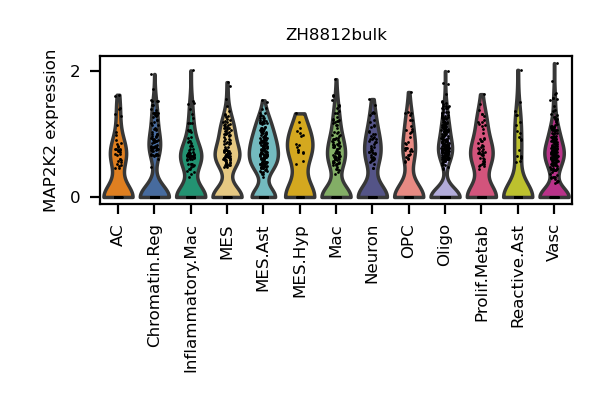 ZH8812bulk
MAP2K2 expression
2
0
AC
Chromatin.Reg
Inflammatory.Mac
MES
MES.Ast
MES.Hyp
Mac
Neuron
OPC
Oligo
Prolif.Metab
Reactive.Ast
Vasc